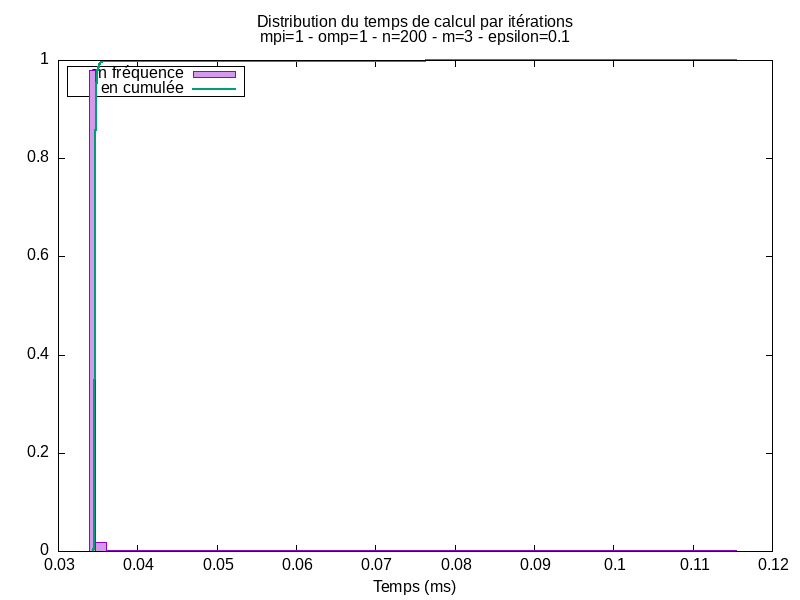 Distribution du temps de calcul par itérations
mpi=1 - omp=1 - n=200 - m=3 - epsilon=0.1
1
n fréquence
en cumulée
0.8
0.6
0.4
0.2
0
0.03 0.04 0.05 0.06 0.07 0.08 0.09 0.1 0.11 0.12
Temps (ms)